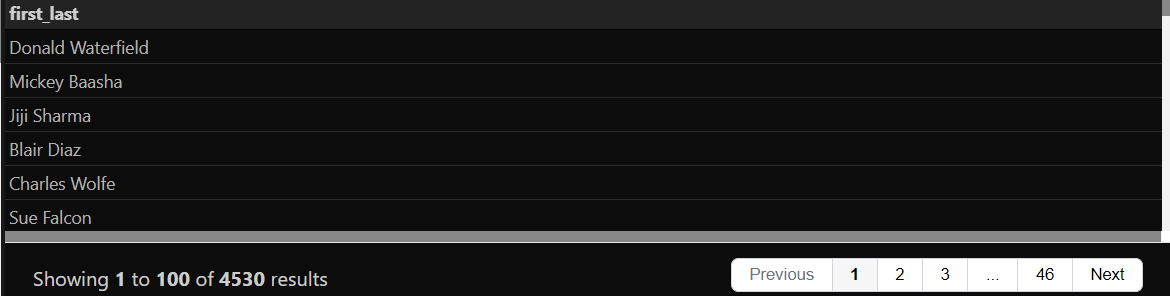 first_last
Donald Waterfield
Mickey Baasha
Jiji Sharma
Blair Diaz
Charles Wolfe
Sue Falcon
Showing 1 to 100 of 4530 results
Previous 1 2 3 ... 46 Next